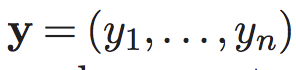 y = (y₁, . . . , yₙ)